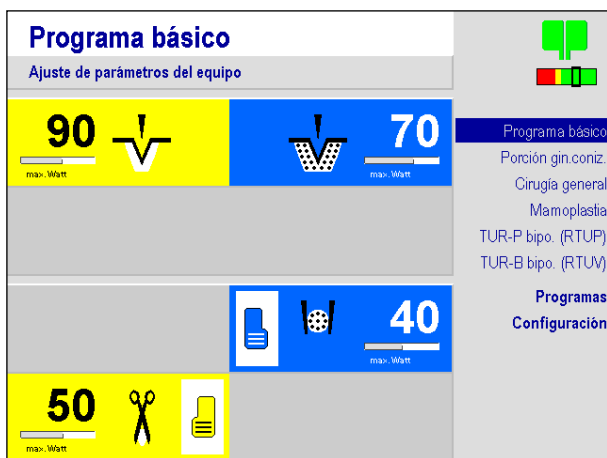 Programa básico
Ajuste de parámetros del equipo
90
max. Watt
70
max. Watt
40
max. Watt
50
max. Watt
Programa básico
Porción gin.coniz.
Cirugía general
Mamoplastia
TUR-P bipo. (RTUP)
TUR-B bipo. (RTUV)
Programas
Configuración